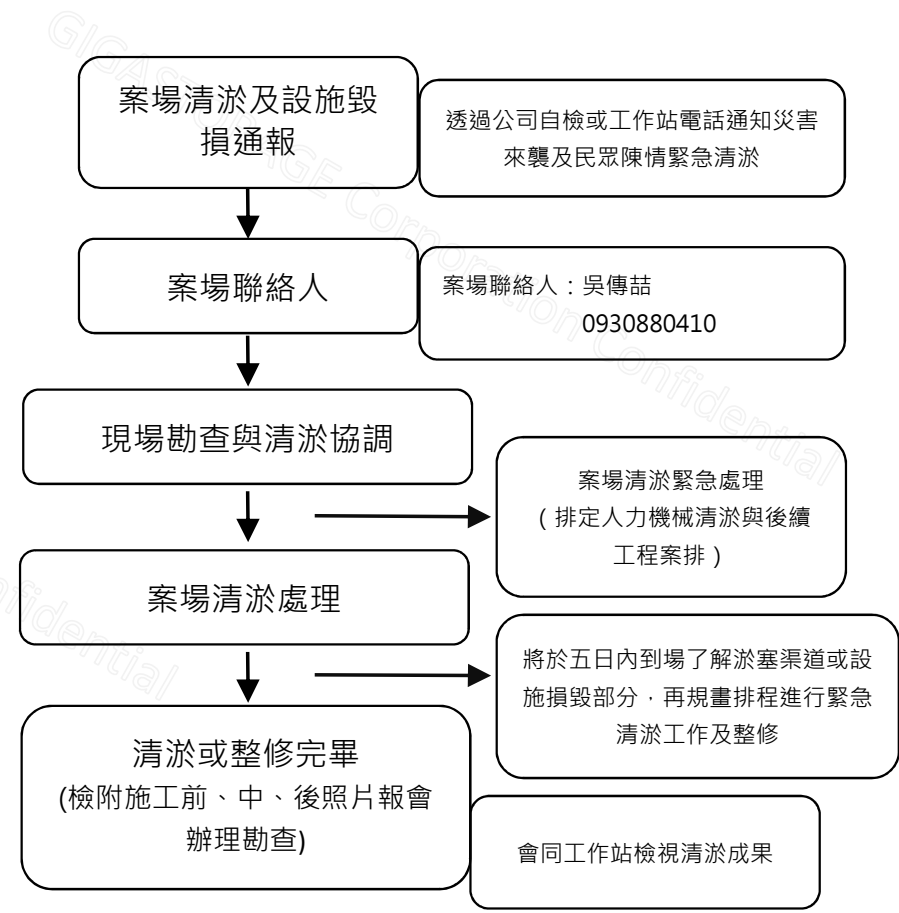 案場清淤及設施毀
損通報
透過公司自檢或工作站電話通知災害
來襲及民眾陳情緊急清淤
案場聯絡人
案場聯絡人：吳傳喆
0930880410
現場勘查與清淤協調
案場清淤緊急處理
（排定人力機械清淤與後續
工程案排）
案場清淤處理
將於五日內到場了解淤塞渠道或設
施損毀部分，再規畫排程進行緊急
清淤工作及整修
清淤或整修完畢
(檢附施工前、中、後照片報會
辦理勘查)
會同工作站檢視清淤成果
GIGASTORAGE Corporation Confidential
onfidential